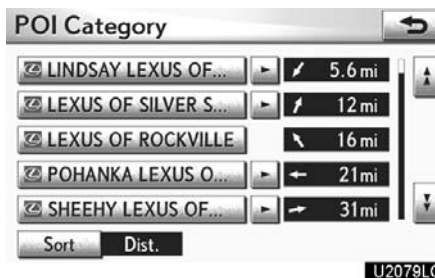 POI Category
LINDSAY LEXUS OF... 5.6 mi
LEXUS OF SILVER S... 12 mi
LEXUS OF ROCKVILLE 16 mi
POHANKA LEXUS O... 21 mi
SHEEHY LEXUS OF... 31 mi
Sort Dist.
U2079LC